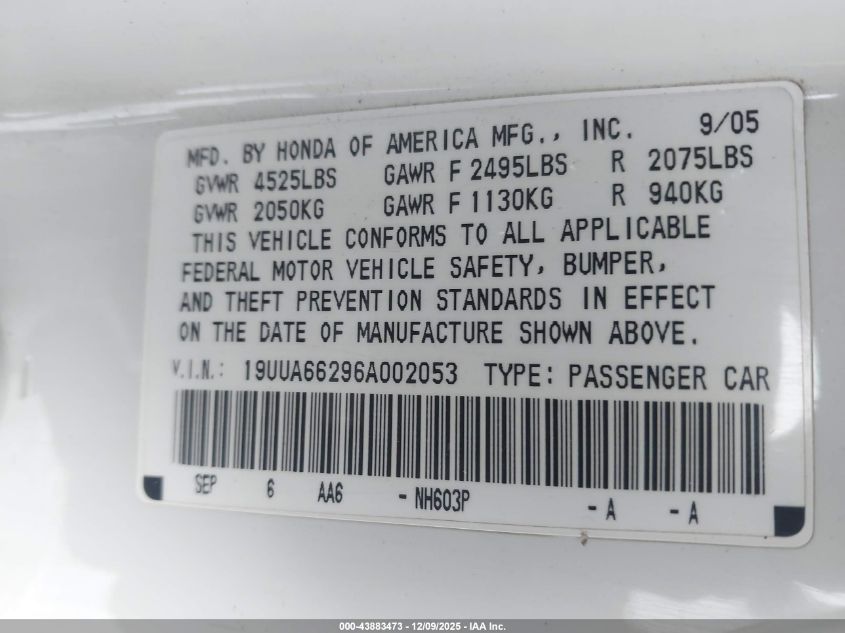 MFD. BY HONDA OF AMERICA MFG., INC. 9/05
GVWR 4525LBS GAWR F 2495LBS R 2075LBS
GVWR 2050KG GAWR F 1130KG R 940KG
THIS VEHICLE CONFORMS TO ALL APPLICABLE
FEDERAL MOTOR VEHICLE SAFETY, BUMPER,
AND THEFT PREVENTION STANDARDS IN EFFECT
ON THE DATE OF MANUFACTURE SHOWN ABOVE.
V.I.N.: 19UUA66296A002053 TYPE: PASSENGER CAR
SEP 6 AA6 - NH603P - A - A
000-43883473 - 12/09/2025 - IAA Inc.